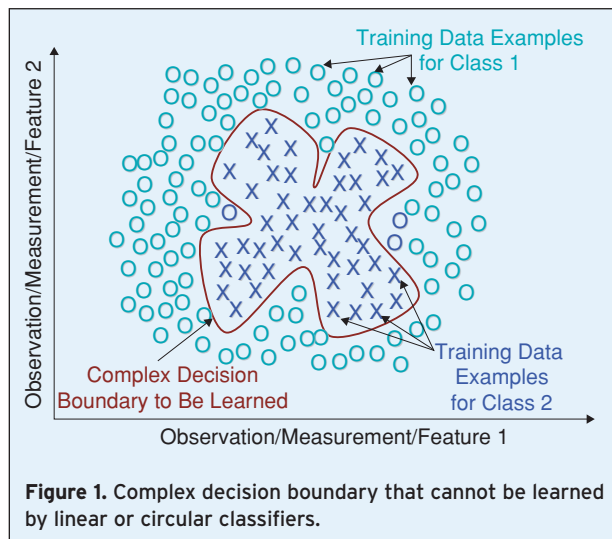 Training Data Examples
for Class 1
Observation/Measurement/Feature 2
Complex Decision
Boundary to Be Learned
Training Data
Examples
for Class 2
Observation/Measurement/Feature 1
Figure 1. Complex decision boundary that cannot be learned
by linear or circular classifiers.